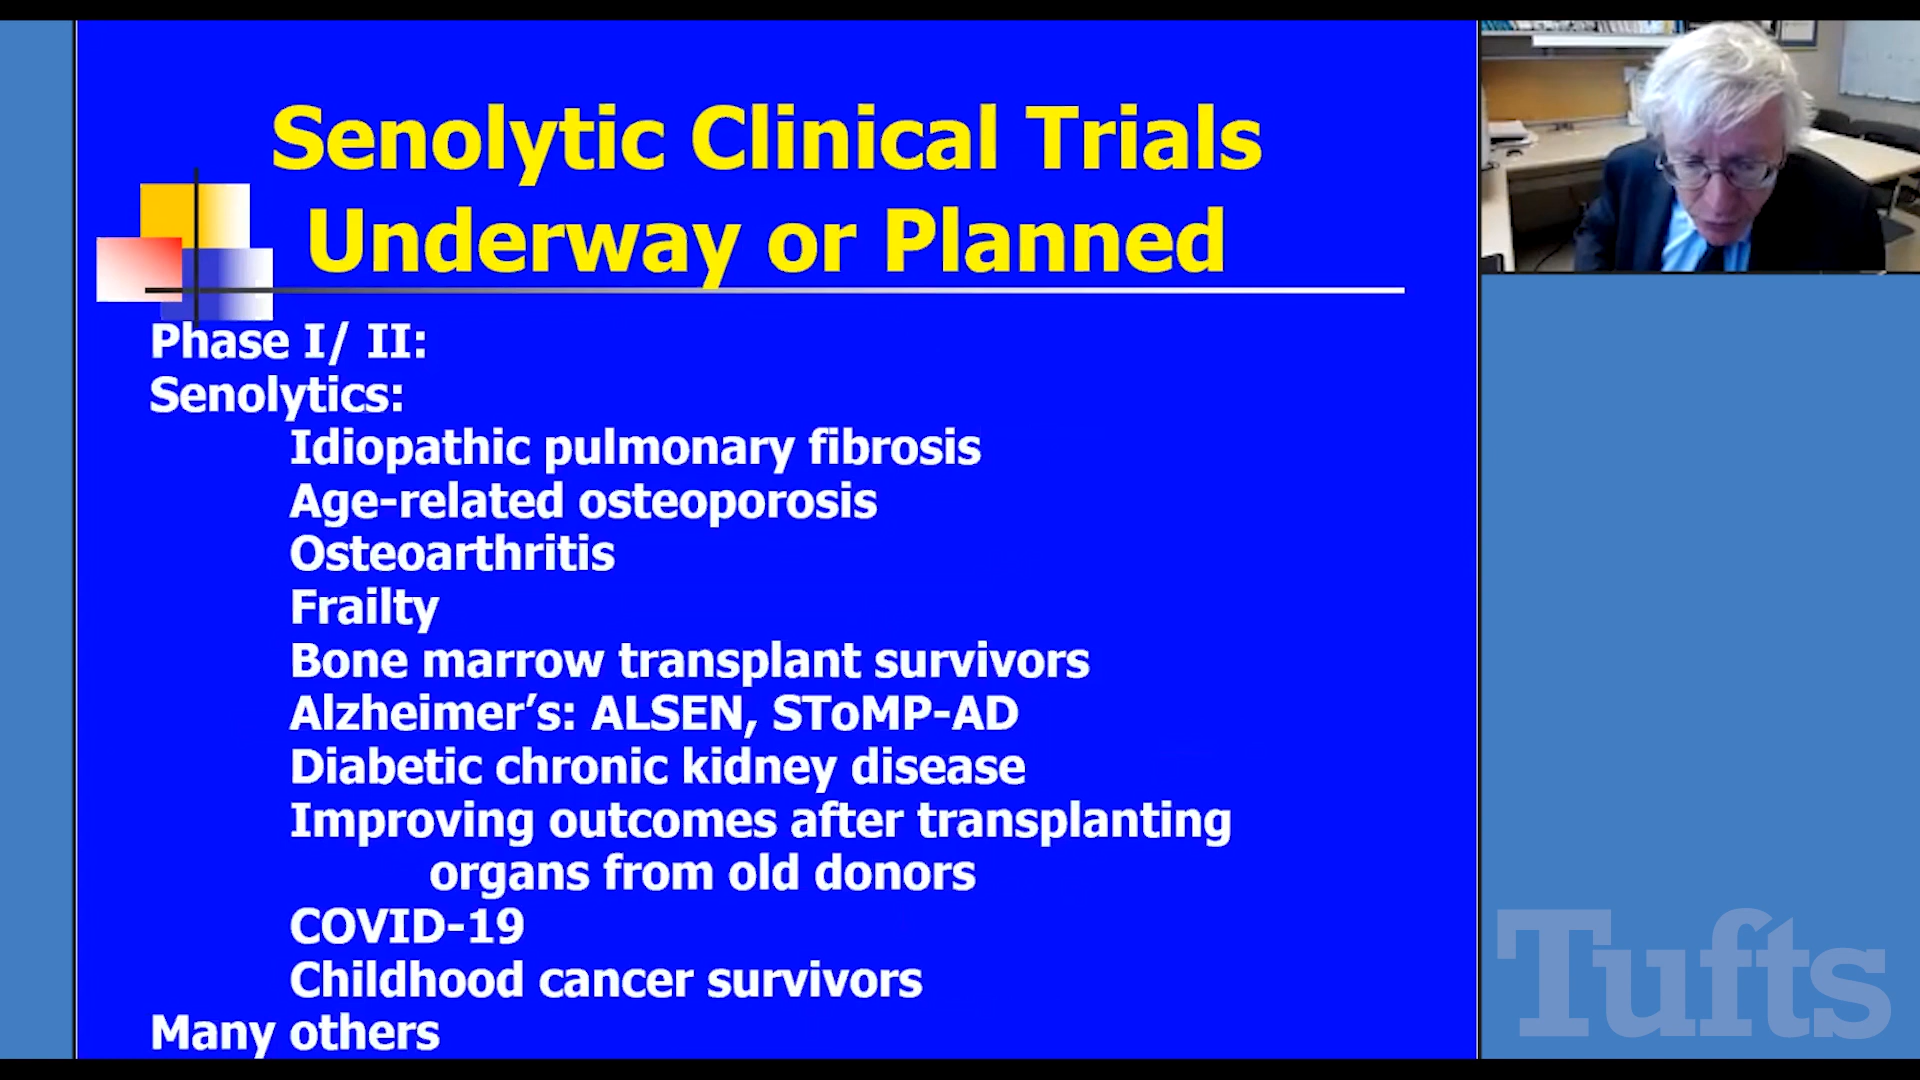 Senolytic Clinical Trials
Underway or Planned
Phase I/ II:
Senolytics:
Idiopathic pulmonary fibrosis
Age-related osteoporosis
Osteoarthritis
Frailty
Bone marrow transplant survivors
Alzheimer’s: ALSEN, SToMP-AD
Diabetic chronic kidney disease
Improving outcomes after transplanting
organs from old donors
COVID-19
Childhood cancer survivors
Many others
Tufts